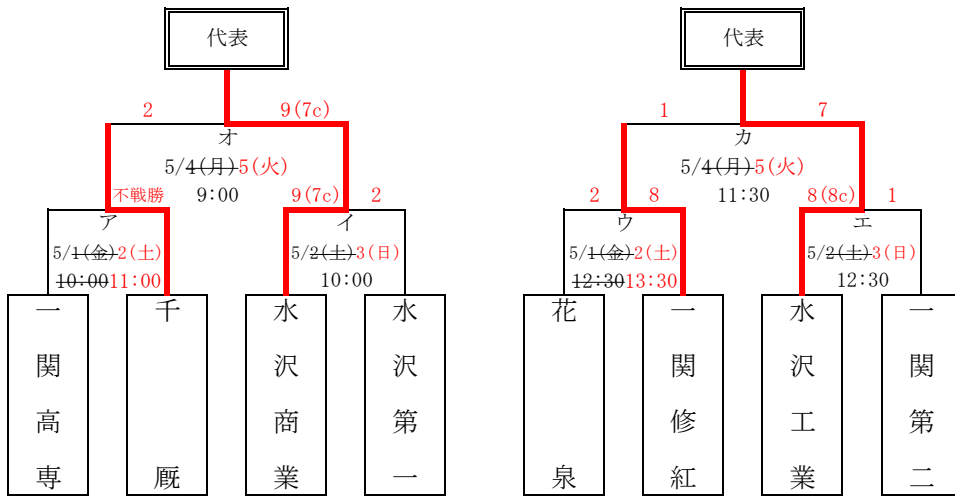 代表
2
9(7c)
オ
5/4(月)5(火)
9:00
不戦勝
9(7c)
2
ア
5/1(金)2(土)
10:0011:00
イ
5/2(土)3(日)
10:00
一関高専
千厩
水沢商業
水沢第一
代表
1
7
カ
5/4(月)5(火)
11:30
2
8
8(8c)
1
ウ
5/1(金)2(土)
12:3013:30
エ
5/2(土)3(日)
12:30
花泉
一関修紅
水沢工業
一関第二